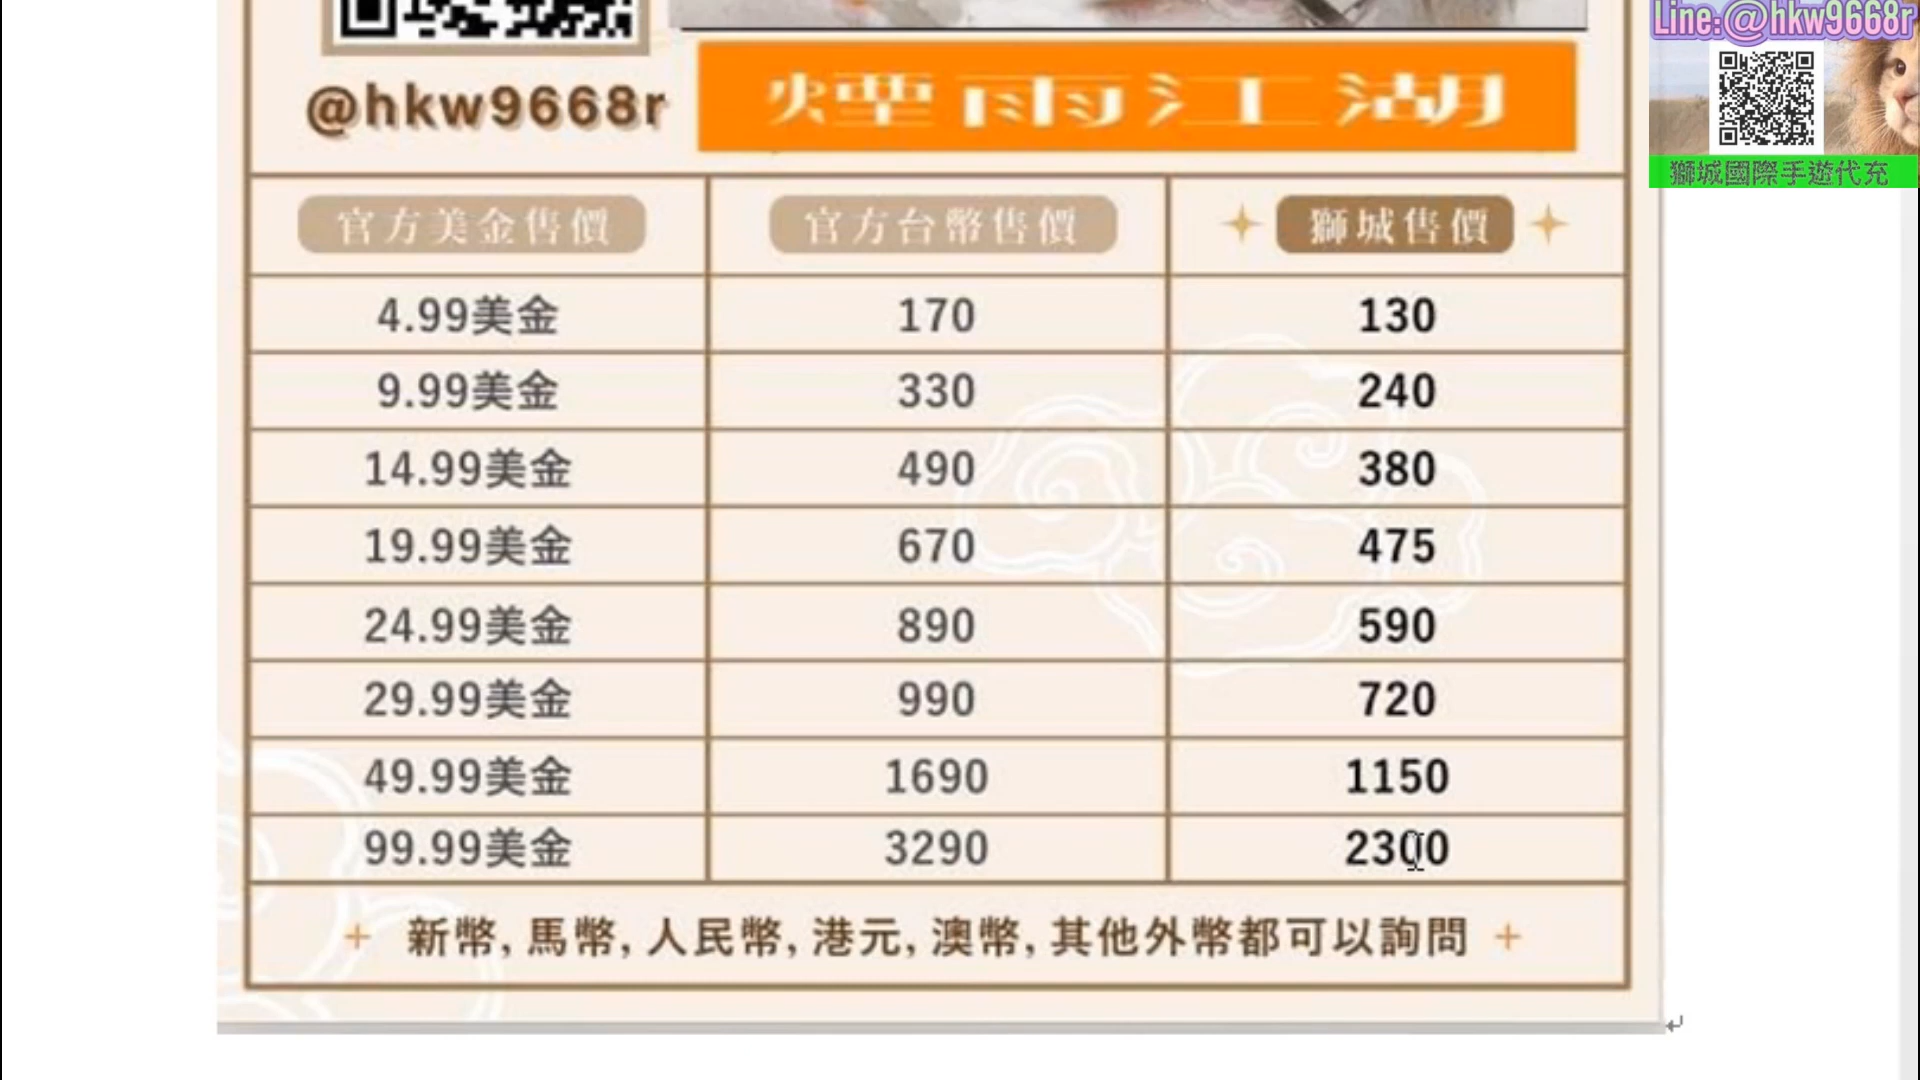 Line:@hkw9668r
獅城國際手遊代充
@hkw9668r
煙雨江湖
官方美金售價 官方台幣售價 獅城售價
4.99美金 170 130
9.99美金 330 240
14.99美金 490 380
19.99美金 670 475
24.99美金 890 590
29.99美金 990 720
49.99美金 1690 1150
99.99美金 3290 2300
新幣, 馬幣, 人民幣, 港元, 澳幣, 其他外幣都可以詢問